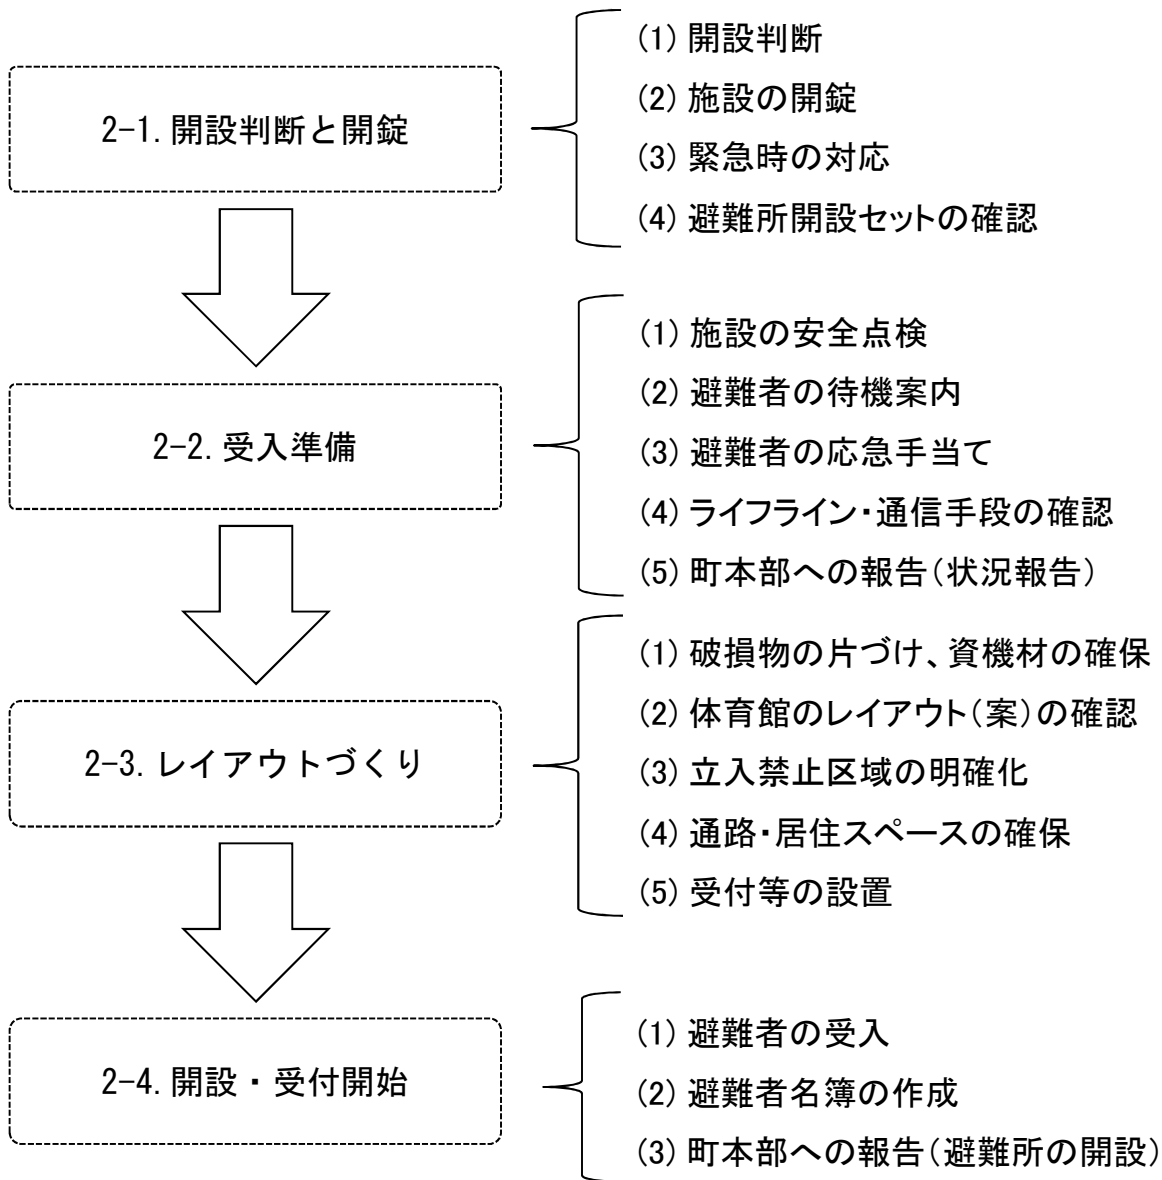 2-1. 開設判断と開錠
(1) 開設判断
(2) 施設の開錠
(3) 緊急時の対応
(4) 避難所開設セットの確認
2-2. 受入準備
(1) 施設の安全点検
(2) 避難者の待機案内
(3) 避難者の応急手当て
(4) ライフライン・通信手段の確認
(5) 町本部への報告(状況報告)
2-3. レイアウトづくり
(1) 破損物の片づけ、資機材の確保
(2) 体育館のレイアウト(案)の確認
(3) 立入禁止区域の明確化
(4) 通路・居住スペースの確保
(5) 受付等の設置
2-4. 開設・受付開始
(1) 避難者の受入
(2) 避難者名簿の作成
(3) 町本部への報告(避難所の開設)